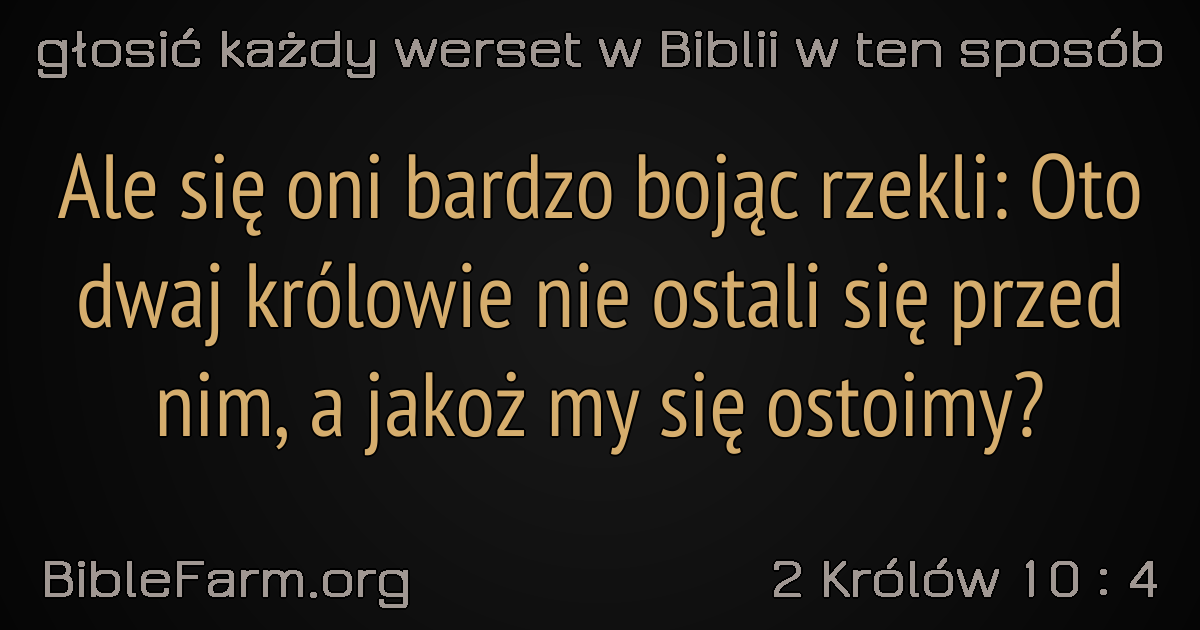 głosić każdy werset w Biblii w ten sposób
Ale się oni bardzo bojąc rzekli: Oto
dwaj królowie nie ostali się przed
nim, a jakoż my się ostoimy?
BibleFarm.org
2 Królów 10 : 4